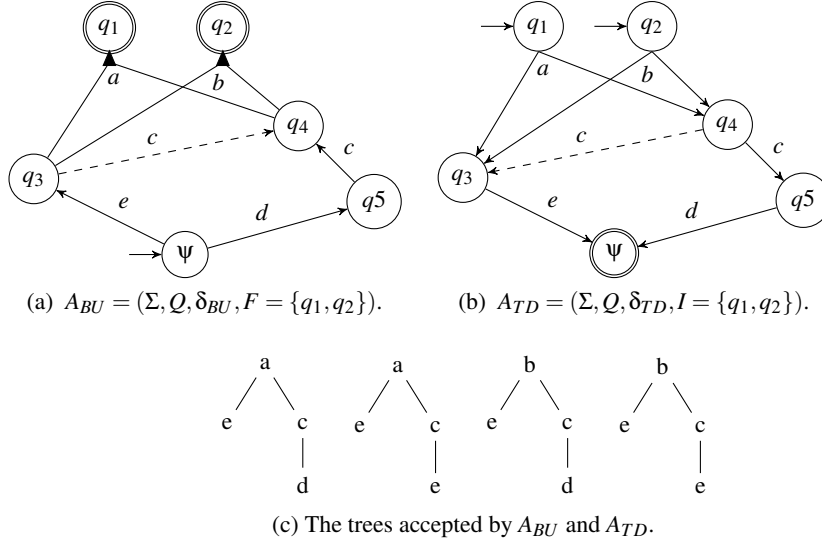 q1 q2
a b
q4
c
c
q3
q5
e
d
ψ
(a) A_BU = (Σ, Q, δ_BU, F = {q1, q2}).
q1 q2
a b
q4
c
c
q3
q5
e
d
ψ
(b) A_TD = (Σ, Q, δ_TD, I = {q1, q2}).
a a b b
e c e c e c e c
d e d e
(c) The trees accepted by A_BU and A_TD.